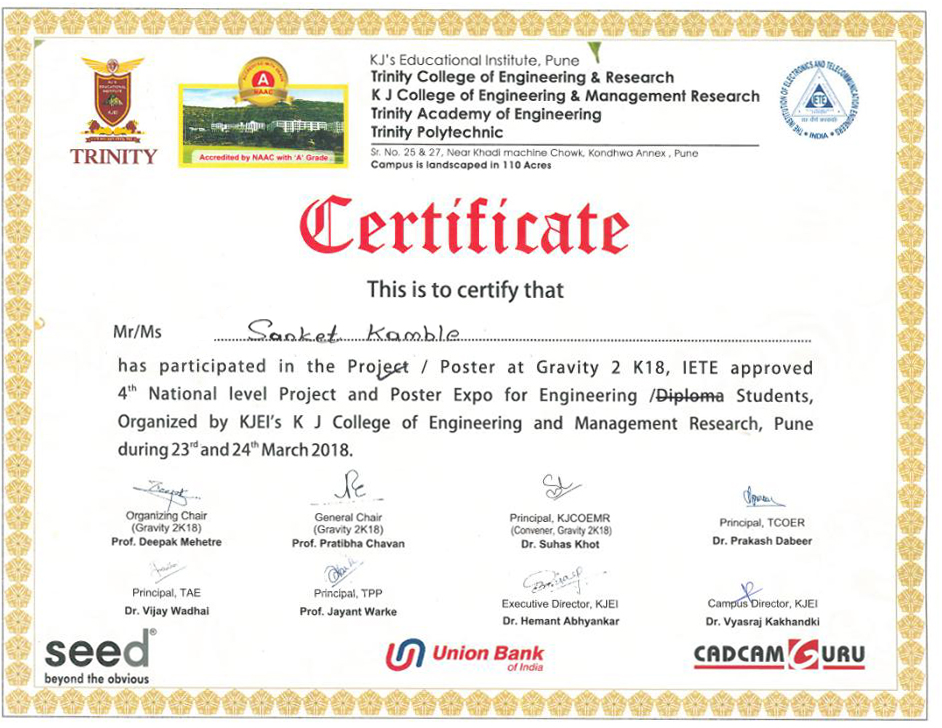 KJ's Educational Institute, Pune
Trinity College of Engineering & Research
K J College of Engineering & Management Research
Trinity Academy of Engineering
Trinity Polytechnic
Sr. No. 25 & 27, Near Khadi machine Chowk, Kondhwa Annex , Pune
Campus is landscaped in 110 Acres
TRINITY
A
NAAC
Accredited by NAAC with 'A' Grade
THE INSTITUTION OF ELECTRONICS AND TELECOMMUNICATION ENGINEERS
IETE
INDIA
Certificate
This is to certify that
Mr/Ms Sanket Kamble
has participated in the Project / Poster at Gravity 2 K18, IETE approved
4th National level Project and Poster Expo for Engineering /Diploma Students,
Organized by KJEI's K J College of Engineering and Management Research, Pune
during 23rd and 24th March 2018.
Organizing Chair
(Gravity 2K18)
Prof. Deepak Mehetre
General Chair
(Gravity 2K18)
Prof. Pratibha Chavan
Principal, KJCOEMR
(Convener, Gravity 2K18)
Dr. Suhas Khot
Principal, TCOER
Dr. Prakash Dabeer
Principal, TAE
Dr. Vijay Wadhai
Principal, TPP
Prof. Jayant Warke
Executive Director, KJEI
Dr. Hemant Abhyankar
Campus Director, KJEI
Dr. Vyasraj Kakhandki
seed®
beyond the obvious
Union Bank
of India
CADCAM GURU